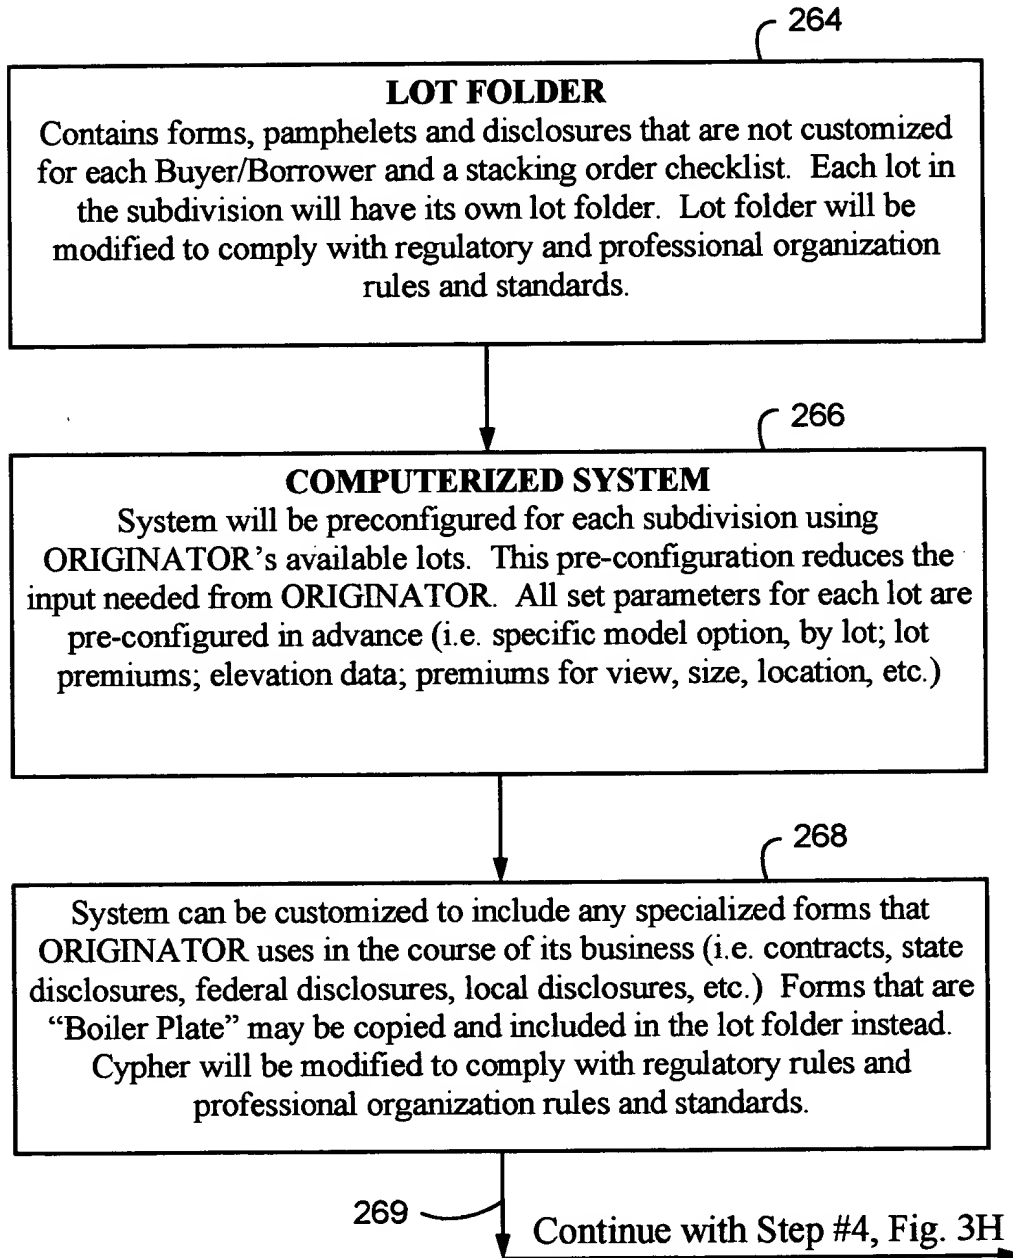 264
LOT FOLDER
Contains forms, pamphelets and disclosures that are not customized
for each Buyer/Borrower and a stacking order checklist. Each lot in
the subdivision will have its own lot folder. Lot folder will be
modified to comply with regulatory and professional organization
rules and standards.
266
COMPUTERIZED SYSTEM
System will be preconfigured for each subdivision using
ORIGINATOR's available lots. This pre-configuration reduces the
input needed from ORIGINATOR. All set parameters for each lot are
pre-configured in advance (i.e. specific model option, by lot; lot
premiums; elevation data; premiums for view, size, location, etc.)
268
System can be customized to include any specialized forms that
ORIGINATOR uses in the course of its business (i.e. contracts, state
disclosures, federal disclosures, local disclosures, etc.) Forms that are
“Boiler Plate” may be copied and included in the lot folder instead.
Cypher will be modified to comply with regulatory rules and
professional organization rules and standards.
269
Continue with Step #4, Fig. 3H